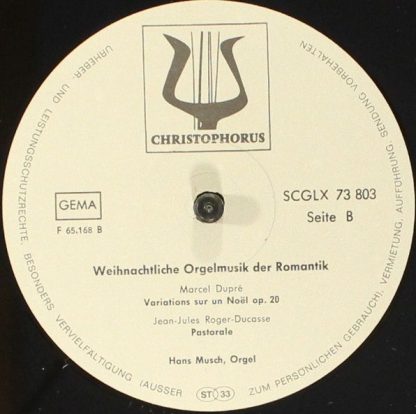 CHRISTOPHORUS
GEMA
F 65.168 B
SCGLX 73 803
Seite B
Weihnachtliche Orgelmusik der Romantik
Marcel Dupré
Variations sur un Noël op. 20
Jean-Jules Roger-Ducasse
Pastorale
Hans Musch, Orgel
ST 33
URHEBER- UND LEISTUNGSSCHUTZRECHTE, BESONDERS VERVIELFÄLTIGUNG (AUSSER ZUM PERSÖNLICHEN GEBRAUCH), VERMIETUNG, AUFFÜHRUNG, SENDUNG VORBEHALTEN